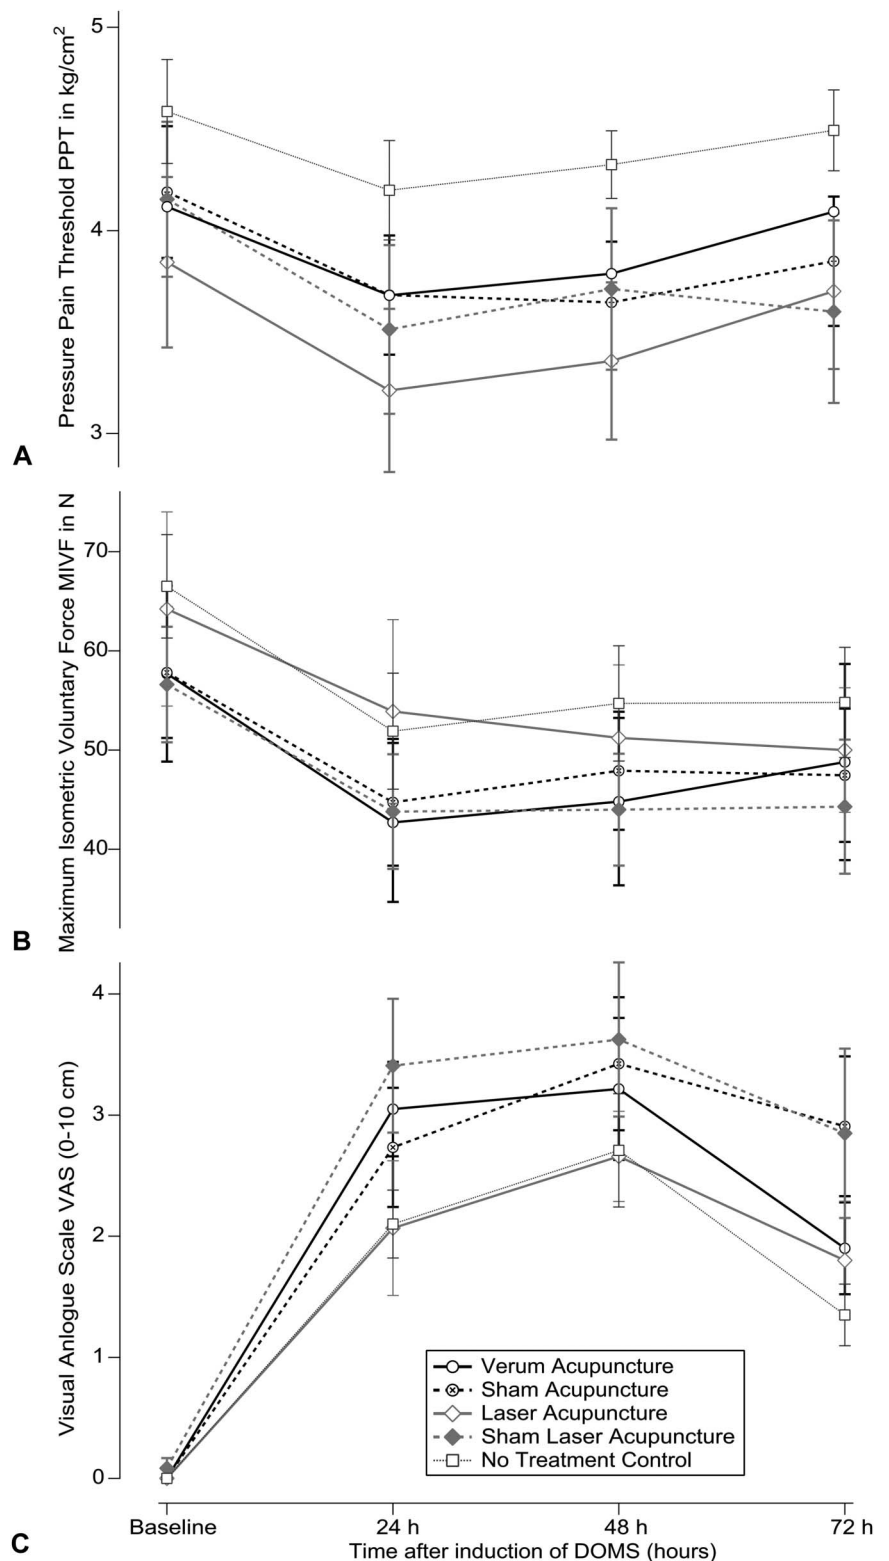 Pressure Pain Threshold PPT in kg/cm²
5
4
3
A
Maximum Isometric Voluntary Force MIVF in N
70
60
50
40
B
Visual Anlogue Scale VAS (0-10 cm)
4
3
2
1
0
Verum Acupuncture
Sham Acupuncture
Laser Acupuncture
Sham Laser Acupuncture
No Treatment Control
Baseline 24 h 48 h 72 h
Time after induction of DOMS (hours)
C